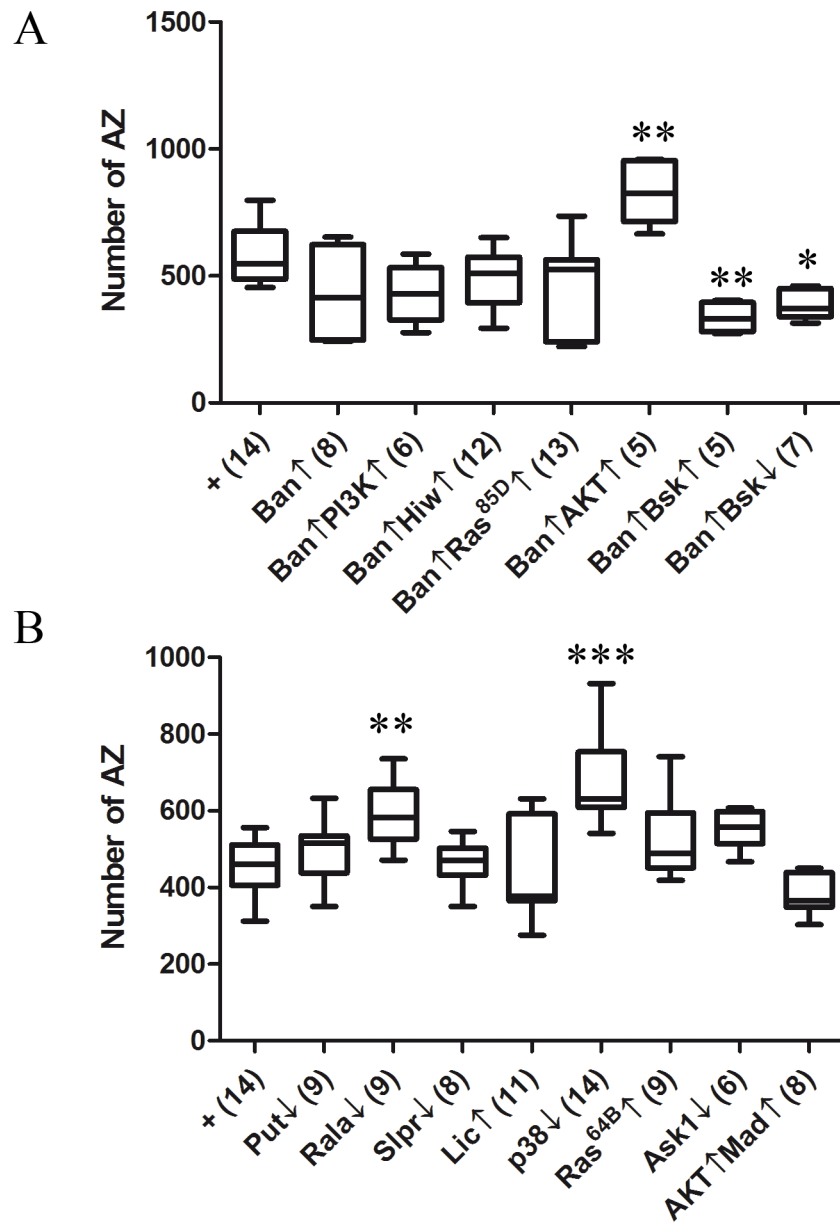 A
Number of AZ
1500
1000
500
0
**
**
*
+ (14)
Ban↑ (8)
Ban↑PI3K↑ (6)
Ban↑Hiw↑ (12)
Ban↑Ras85D↑ (13)
Ban↑AKT↑ (5)
Ban↑Bsk↑ (5)
Ban↑Bsk↓ (7)
B
Number of AZ
1000
800
600
400
200
0
**
***
+ (14)
Put↓ (9)
Rala↓ (9)
Slpr↓ (8)
Lic↑ (11)
p38↓ (14)
Ras64B↑ (9)
Ask1↓ (6)
AKT↑Mad↑ (8)